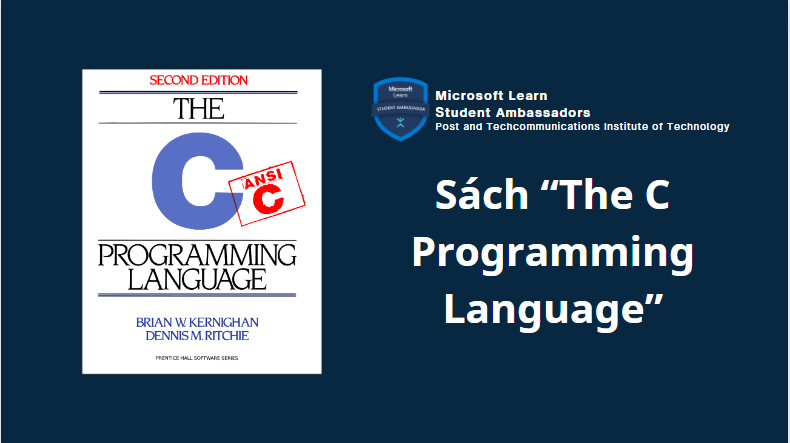 SECOND EDITION
THE
C
ANSI
C
PROGRAMMING
LANGUAGE
BRIAN W. KERNIGHAN
DENNIS M. RITCHIE
PRENTICE HALL SOFTWARE SERIES
Microsoft
Learn
STUDENT AMBASSADOR
Microsoft Learn
Student Ambassadors
Post and Techcommunications Institute of Technology
Sách “The C
Programming
Language”